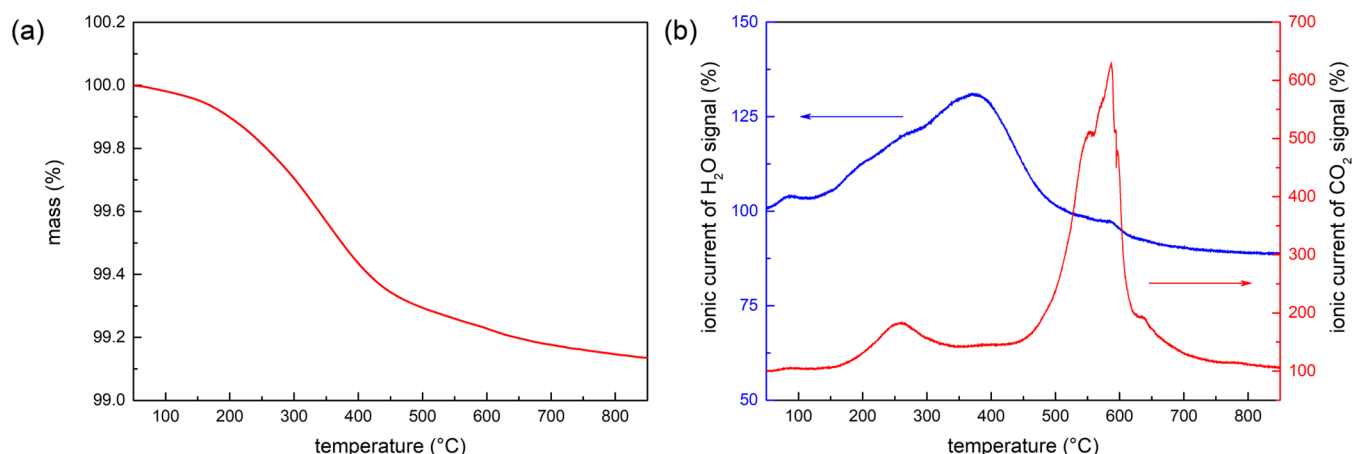 (a)
mass (%)
100.2
100.0
99.8
99.6
99.4
99.2
99.0
100 200 300 400 500 600 700 800
temperature (°C)
(b)
ionic current of H₂O signal (%)
150
125
100
75
50
100 200 300 400 500 600 700 800
temperature (°C)
700
600
500
400
300
200
100
ionic current of CO₂ signal (%)